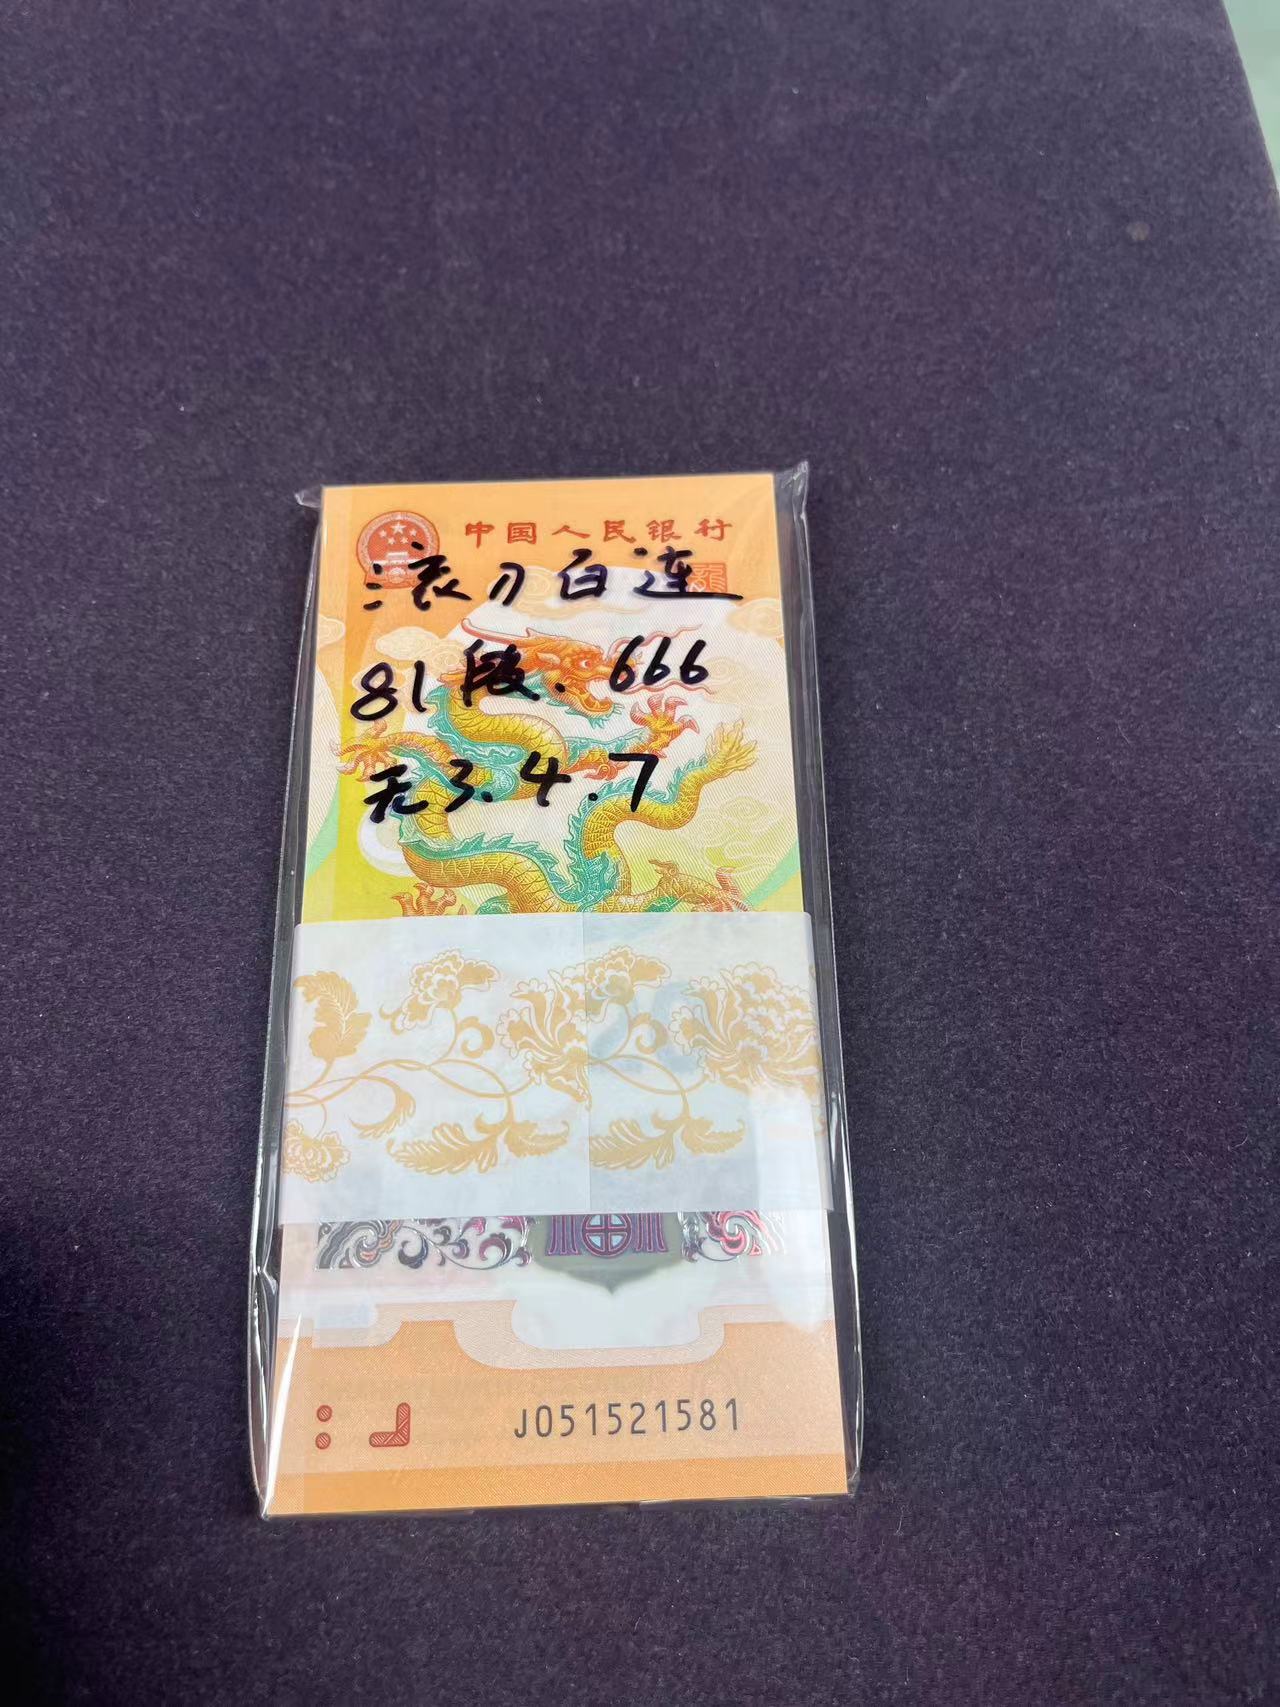 中国人民银行
滚刀白连
81段.666
无3.4.7
J051521581